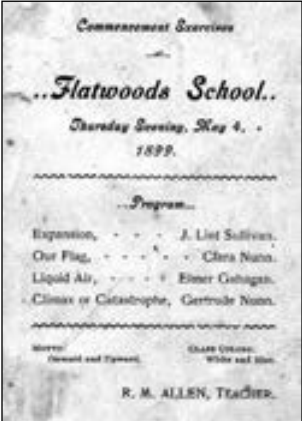 Commencement Exercises
..Flatwoods School..
Thursday Evening, May 4,
1899.
..Program..
Expansion, - - - J. List Sullivan.
Our Flag, - - - - Clera Nunn.
Liquid Air, - - - - Elmer Gahagan.
Climax or Catastrophe, Gertrude Nunn.
MOTTO: CLASS COLORS:
Onward and Upward. White and Blue.
R. M. ALLEN, TEACHER.